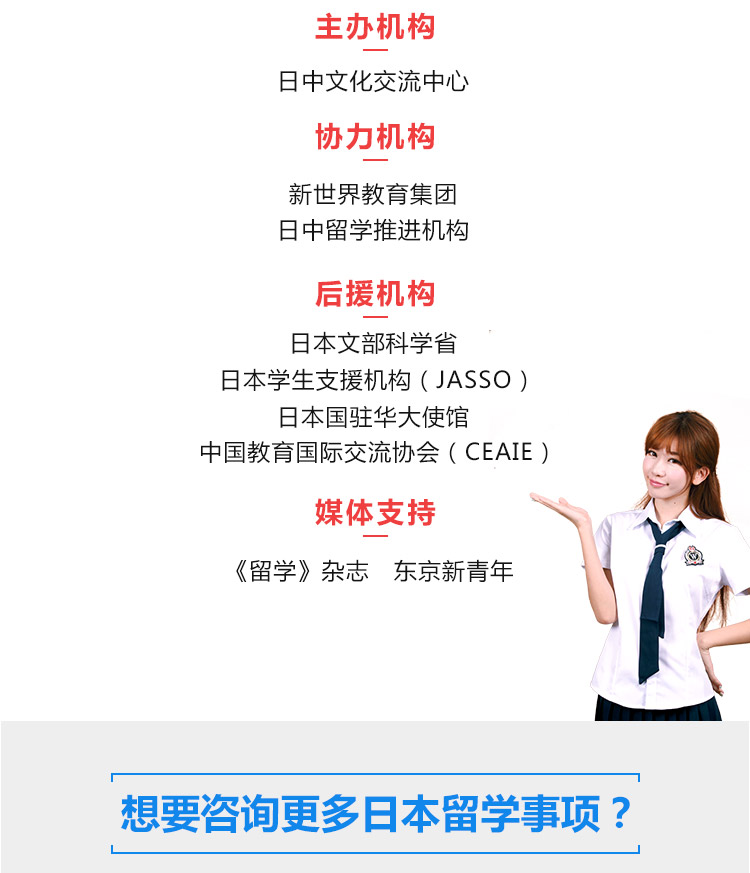 主办机构
日中文化交流中心
协力机构
新世界教育集团
日中留学推进机构
后援机构
日本文部科学省
日本学生支援机构（JASSO）
日本国驻华大使馆
中国教育国际交流协会（CEAIE）
媒体支持
《留学》杂志　东京新青年
想要咨询更多日本留学事项？